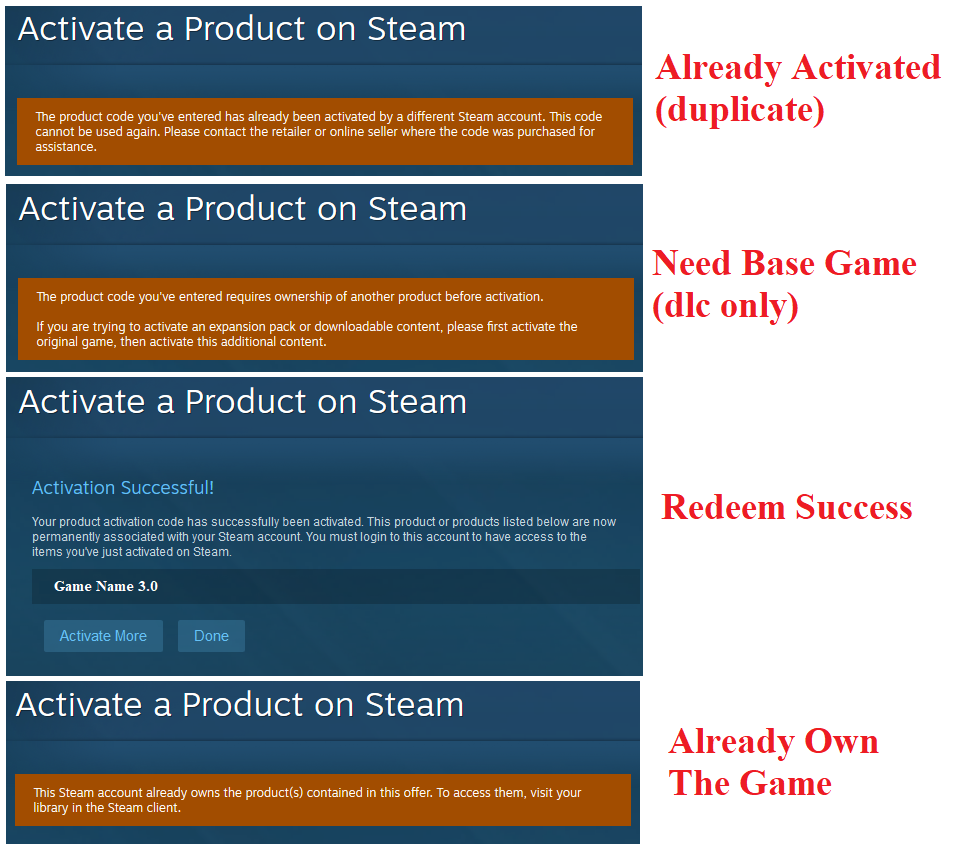 Activate a Product on Steam
The product code you've entered has already been activated by a different Steam account. This code
cannot be used again. Please contact the retailer or online seller where the code was purchased for
assistance.
Already Activated
(duplicate)
Activate a Product on Steam
The product code you've entered requires ownership of another product before activation.
If you are trying to activate an expansion pack or downloadable content, please first activate the
original game, then activate this additional content.
Need Base Game
(dlc only)
Activate a Product on Steam
Activation Successful!
Your product activation code has successfully been activated. This product or products listed below are now
permanently associated with your Steam account. You must login to this account to have access to the
items you've just activated on Steam.
Game Name 3.0
Activate More
Done
Redeem Success
Activate a Product on Steam
This Steam account already owns the product(s) contained in this offer. To access them, visit your
library in the Steam client.
Already Own
The Game